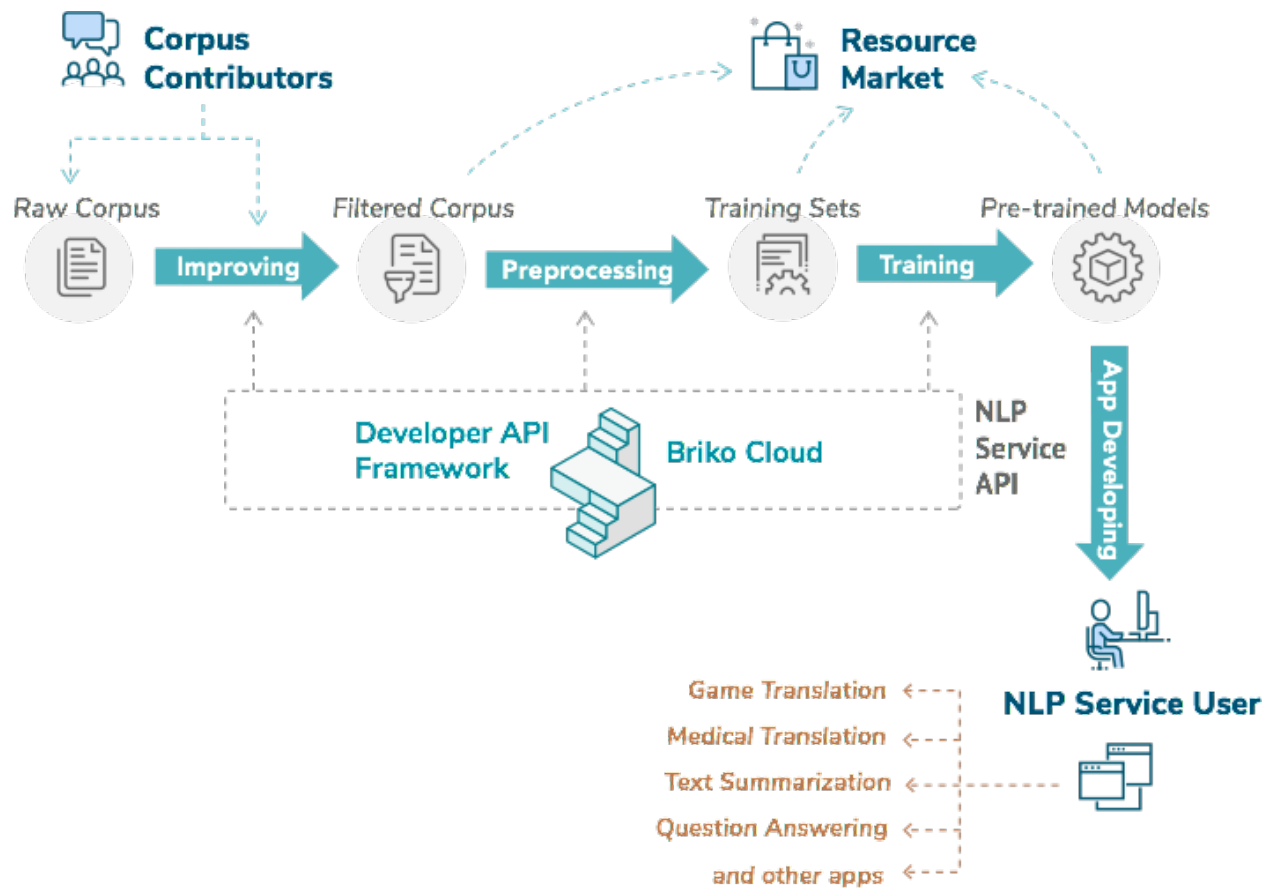 Corpus
Contributors
Resource
Market
Raw Corpus
Filtered Corpus
Training Sets
Pre-trained Models
Improving
Preprocessing
Training
App Developing
Developer API
Framework
Briko Cloud
NLP
Service
API
NLP Service User
Game Translation
Medical Translation
Text Summarization
Question Answering
and other apps